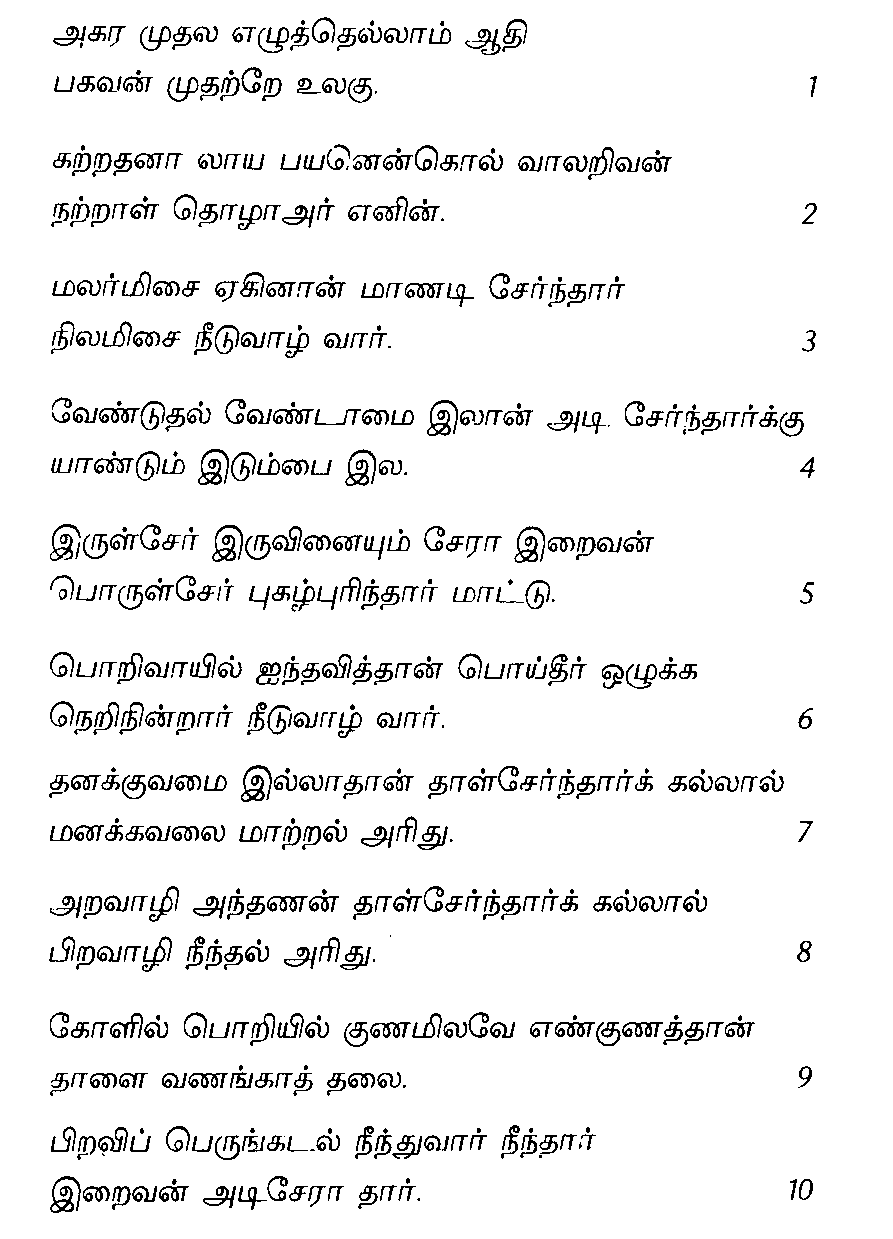 அகர முதல எழுத்தெல்லாம் ஆதி
பகவன் முதற்றே உலகு. 1
கற்றதனா லாய பயனென்கொல் வாலறிவன்
நற்றாள் தொழாஅர் எனின். 2
மலர்மிசை ஏகினான் மாணடி சேர்ந்தார்
நிலமிசை நீடுவாழ் வார். 3
வேண்டுதல் வேண்டாமை இலான் அடி சேர்ந்தார்க்கு
யாண்டும் இடும்பை இல. 4
இருள்சேர் இருவினையும் சேரா இறைவன்
பொருள்சேர் புகழ்புரிந்தார் மாட்டு. 5
பொறிவாயில் ஐந்தவித்தான் பொய்தீர் ஒழுக்க
நெறிநின்றார் நீடுவாழ் வார். 6
தனக்குவமை இல்லாதான் தாள்சேர்ந்தார்க் கல்லால்
மனக்கவலை மாற்றல் அரிது. 7
அறவாழி அந்தணன் தாள்சேர்ந்தார்க் கல்லால்
பிறவாழி நீந்தல் அரிது. 8
கோளில் பொறியில் குணமிலவே எண்குணத்தான்
தாளை வணங்காத் தலை. 9
பிறவிப் பெருங்கடல் நீந்துவார் நீந்தார்
இறைவன் அடிசேரா தார். 10